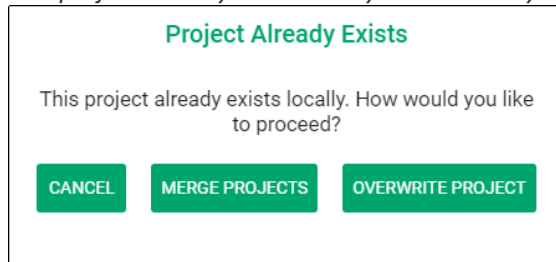 Project Already Exists
This project already exists locally. How would you like
to proceed?
CANCEL MERGE PROJECTS OVERWRITE PROJECT